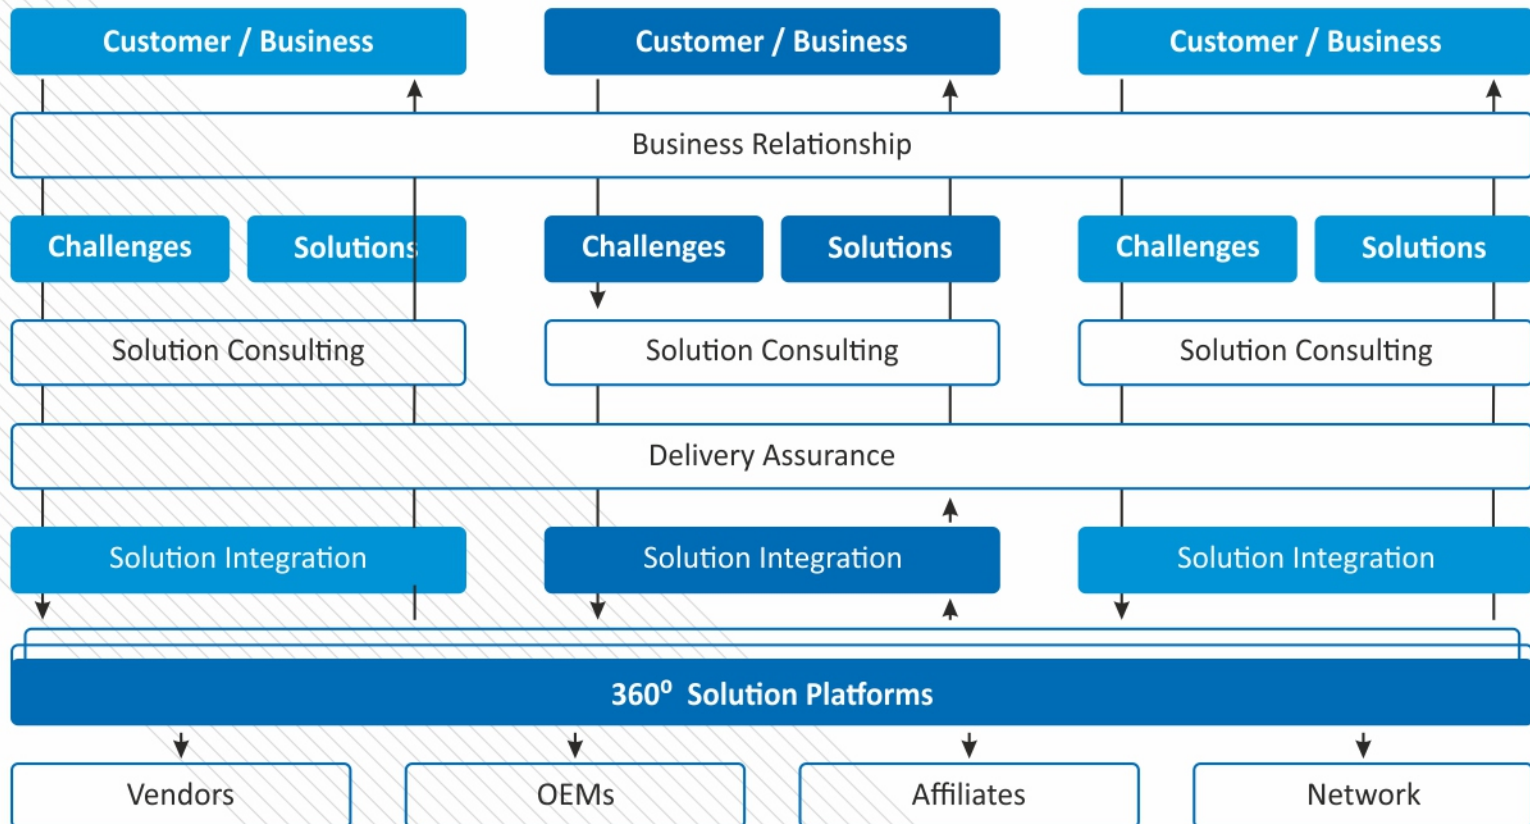 Customer / Business
Customer / Business
Customer / Business
Business Relationship
Challenges
Solutions
Challenges
Solutions
Challenges
Solutions
Solution Consulting
Solution Consulting
Solution Consulting
Delivery Assurance
Solution Integration
Solution Integration
Solution Integration
360⁰ Solution Platforms
Vendors
OEMs
Affiliates
Network